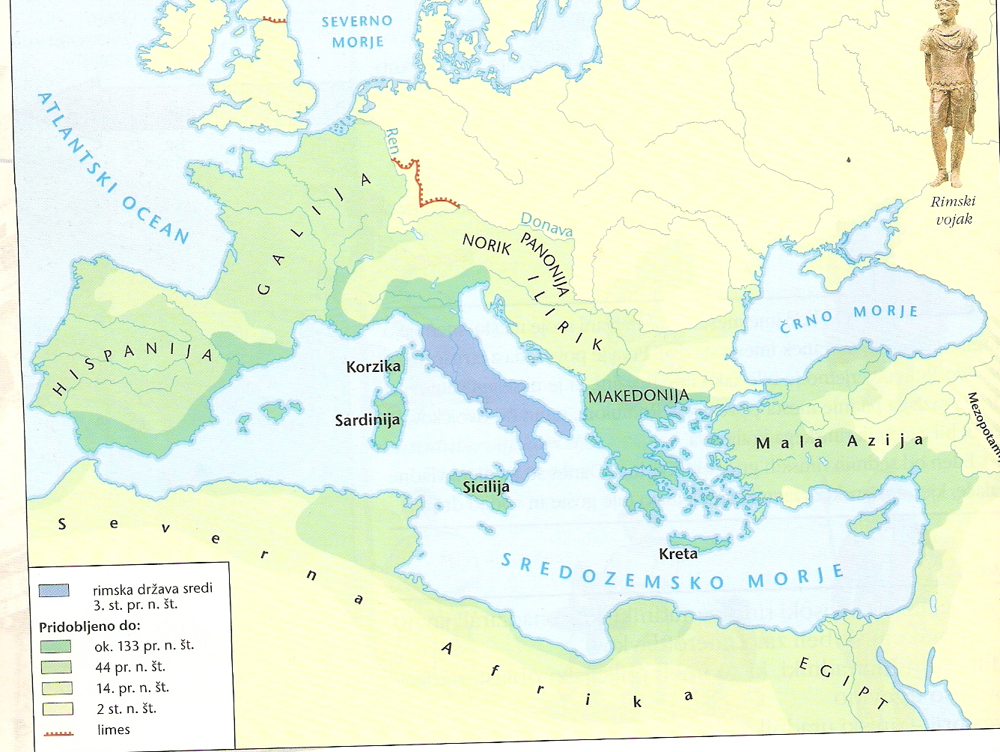 SEVERNO
MORJE
ATLANTSKI OCEAN
Ren
Rimski
vojak
GALIJA
Donava
NORIK
PANONIJA
ILIRIK
ČRNO MORJE
HISPANIJA
Korzika
MAKEDONIJA
Mezopotam
Sardinija
Mala Azija
Sicilija
Severna Afrika
Kreta
SREDOZEMSKO MORJE
EGIPT
rimska država sredi
3. st. pr. n. št.
Pridobljeno do:
ok. 133 pr. n. št.
44 pr. n. št.
14. pr. n. št.
2 st. n. št.
limes